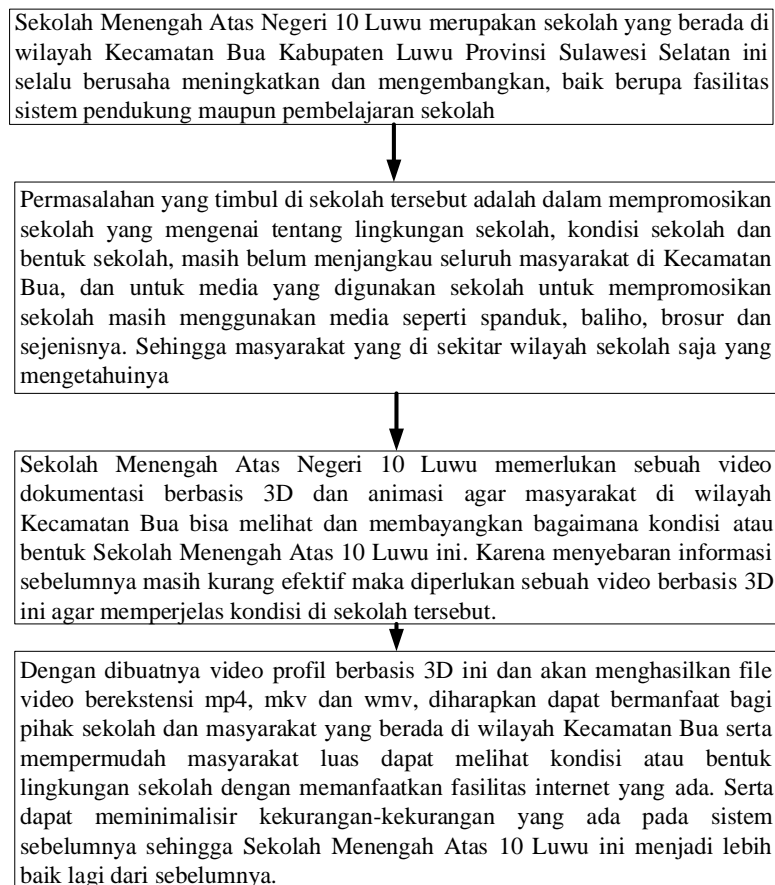 Sekolah Menengah Atas Negeri 10 Luwu merupakan sekolah yang berada di
wilayah Kecamatan Bua Kabupaten Luwu Provinsi Sulawesi Selatan ini
selalu berusaha meningkatkan dan mengembangkan, baik berupa fasilitas
sistem pendukung maupun pembelajaran sekolah
Permasalahan yang timbul di sekolah tersebut adalah dalam mempromosikan
sekolah yang mengenai tentang lingkungan sekolah, kondisi sekolah dan
bentuk sekolah, masih belum menjangkau seluruh masyarakat di Kecamatan
Bua, dan untuk media yang digunakan sekolah untuk mempromosikan
sekolah masih menggunakan media seperti spanduk, baliho, brosur dan
sejenisnya. Sehingga masyarakat yang di sekitar wilayah sekolah saja yang
mengetahuinya
Sekolah Menengah Atas Negeri 10 Luwu memerlukan sebuah video
dokumentasi berbasis 3D dan animasi agar masyarakat di wilayah
Kecamatan Bua bisa melihat dan membayangkan bagaimana kondisi atau
bentuk Sekolah Menengah Atas 10 Luwu ini. Karena menyebaran informasi
sebelumnya masih kurang efektif maka diperlukan sebuah video berbasis 3D
ini agar memperjelas kondisi di sekolah tersebut.
Dengan dibuatnya video profil berbasis 3D ini dan akan menghasilkan file
video berekstensi mp4, mkv dan wmv, diharapkan dapat bermanfaat bagi
pihak sekolah dan masyarakat yang berada di wilayah Kecamatan Bua serta
mempermudah masyarakat luas dapat melihat kondisi atau bentuk
lingkungan sekolah dengan memanfaatkan fasilitas internet yang ada. Serta
dapat meminimalisir kekurangan-kekurangan yang ada pada sistem
sebelumnya sehingga Sekolah Menengah Atas 10 Luwu ini menjadi lebih
baik lagi dari sebelumnya.